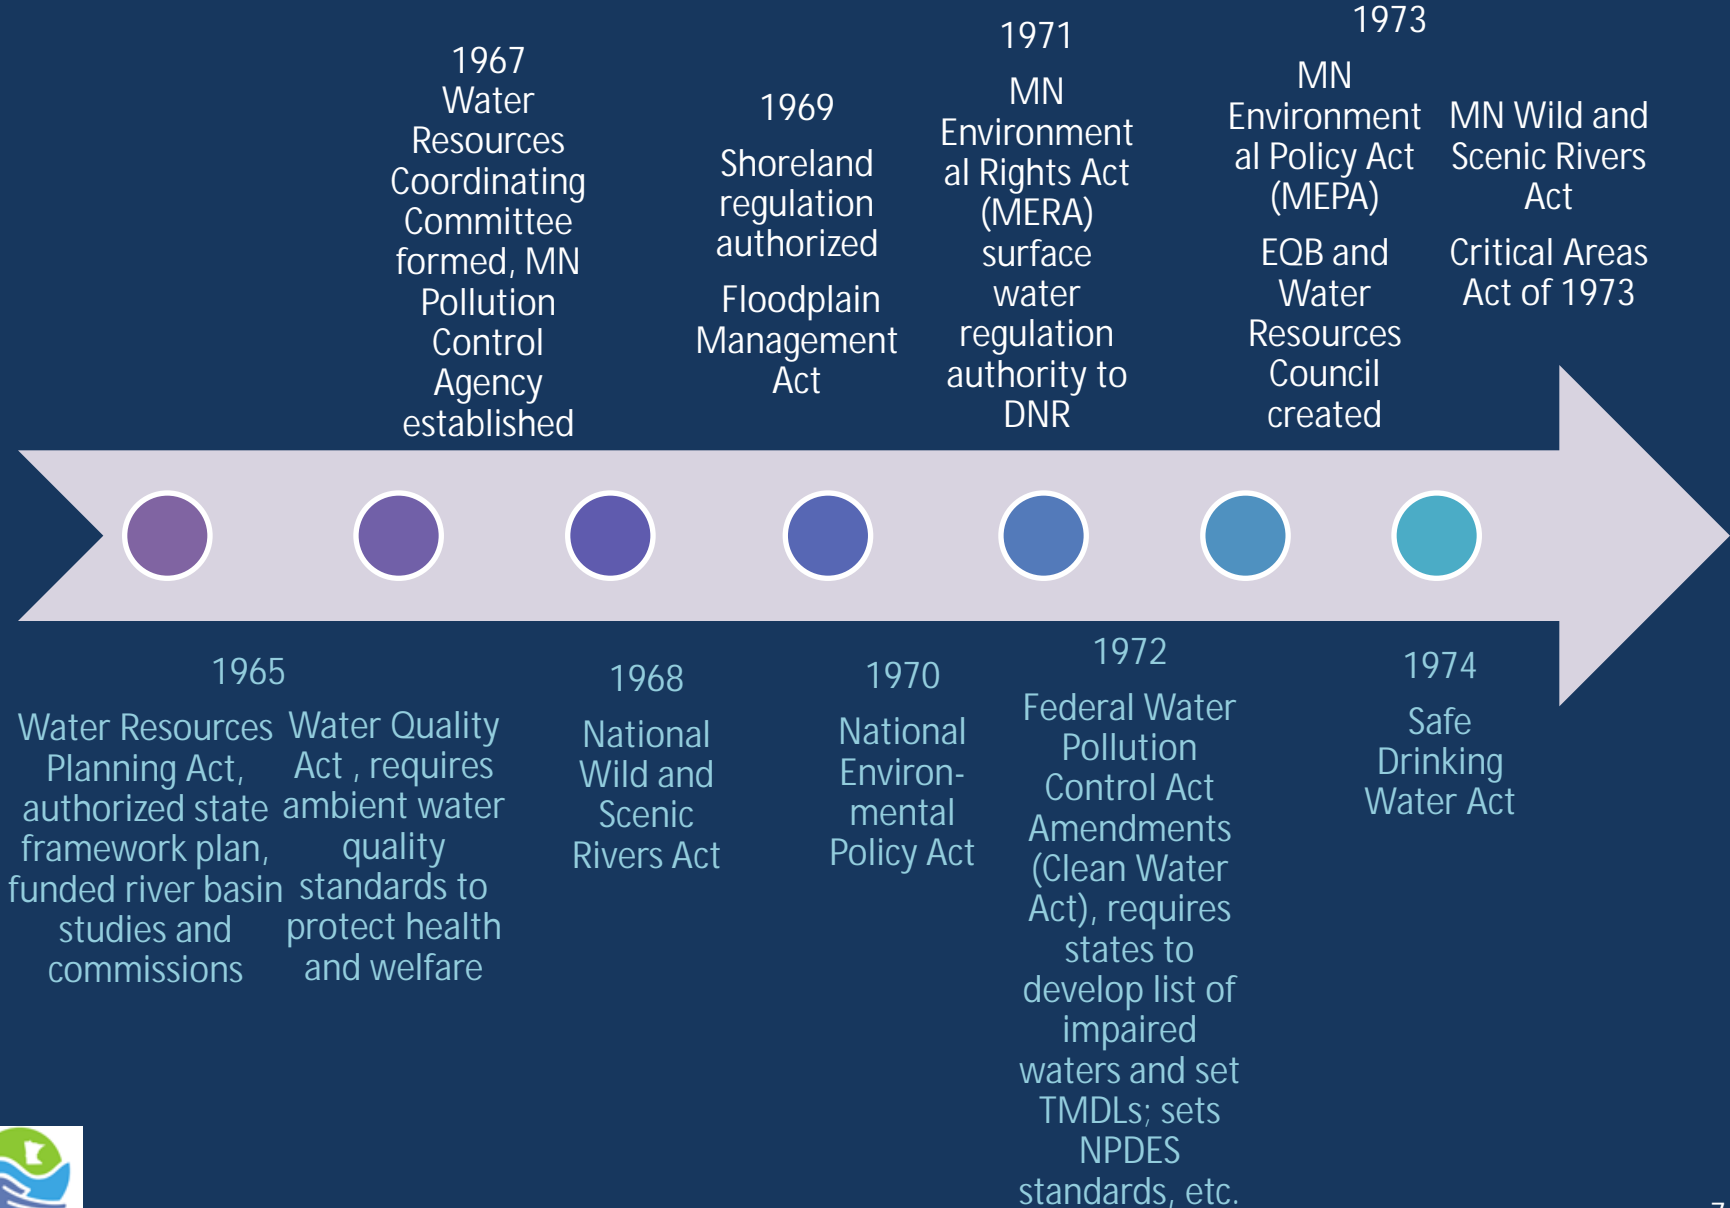 1967
Water
Resources
Coordinating
Committee
formed, MN
Pollution
Control
Agency
established
1969
Shoreland
regulation
authorized
Floodplain
Management
Act
1971
MN
Environment
al Rights Act
(MERA)
surface
water
regulation
authority to
DNR
1973
MN
Environment
al Policy Act
(MEPA)
EQB and
Water
Resources
Council
created
MN Wild and
Scenic Rivers
Act
Critical Areas
Act of 1973
1965
Water Resources
Planning Act,
authorized state
framework plan,
funded river basin
studies and
commissions
Water Quality
Act , requires
ambient water
quality
standards to
protect health
and welfare
1968
National
Wild and
Scenic
Rivers Act
1970
National
Environ-
mental
Policy Act
1972
Federal Water
Pollution
Control Act
Amendments
(Clean Water
Act), requires
states to
develop list of
impaired
waters and set
TMDLs; sets
NPDES
standards, etc.
1974
Safe
Drinking
Water Act
7